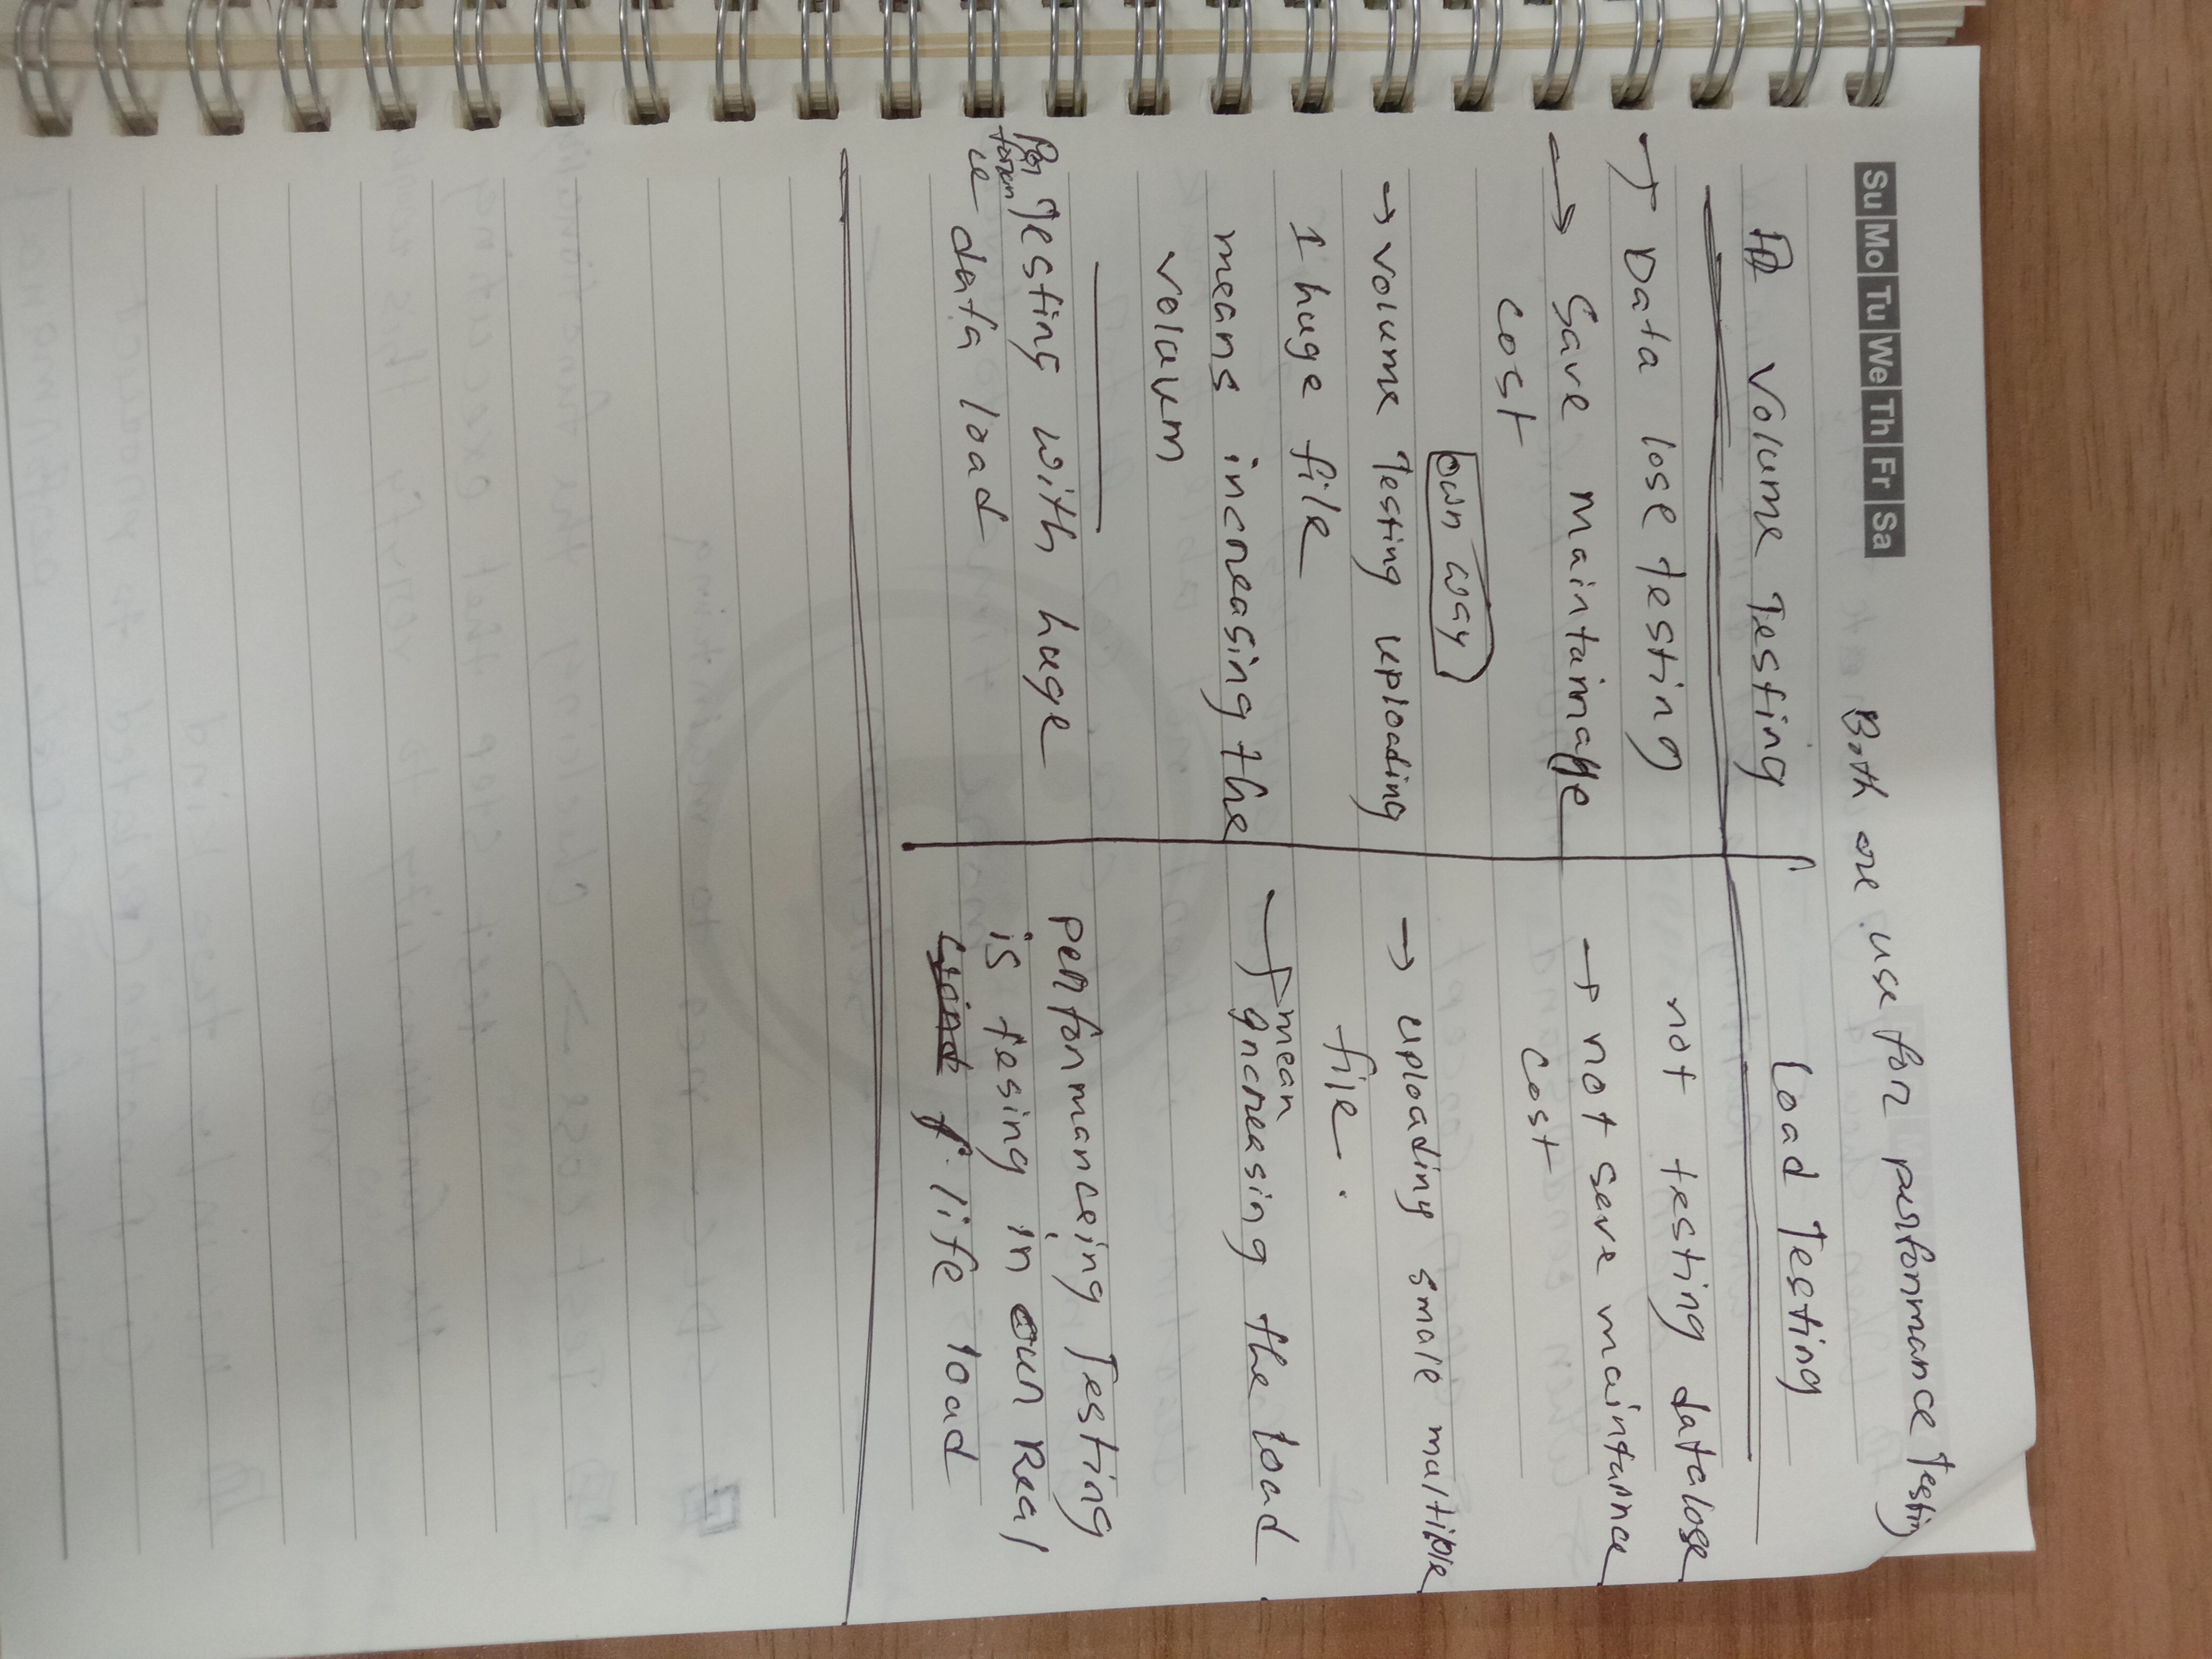 Su Mo Tu We Th Fr Sa
Both are use for performance Testing
Volume Testing
→ Data lose testing
→ Save
cost
own way
→ volume Testing uploading
1 huge file
means increasing the
volaum
Performance Testing with huge
data load
Load Testing
not testing datalose
→ not save maintainnce
cost
→ uploading smale multiple
file.
→ mean
increasing the load
performanceing Testing
is tesing in our Real
life load